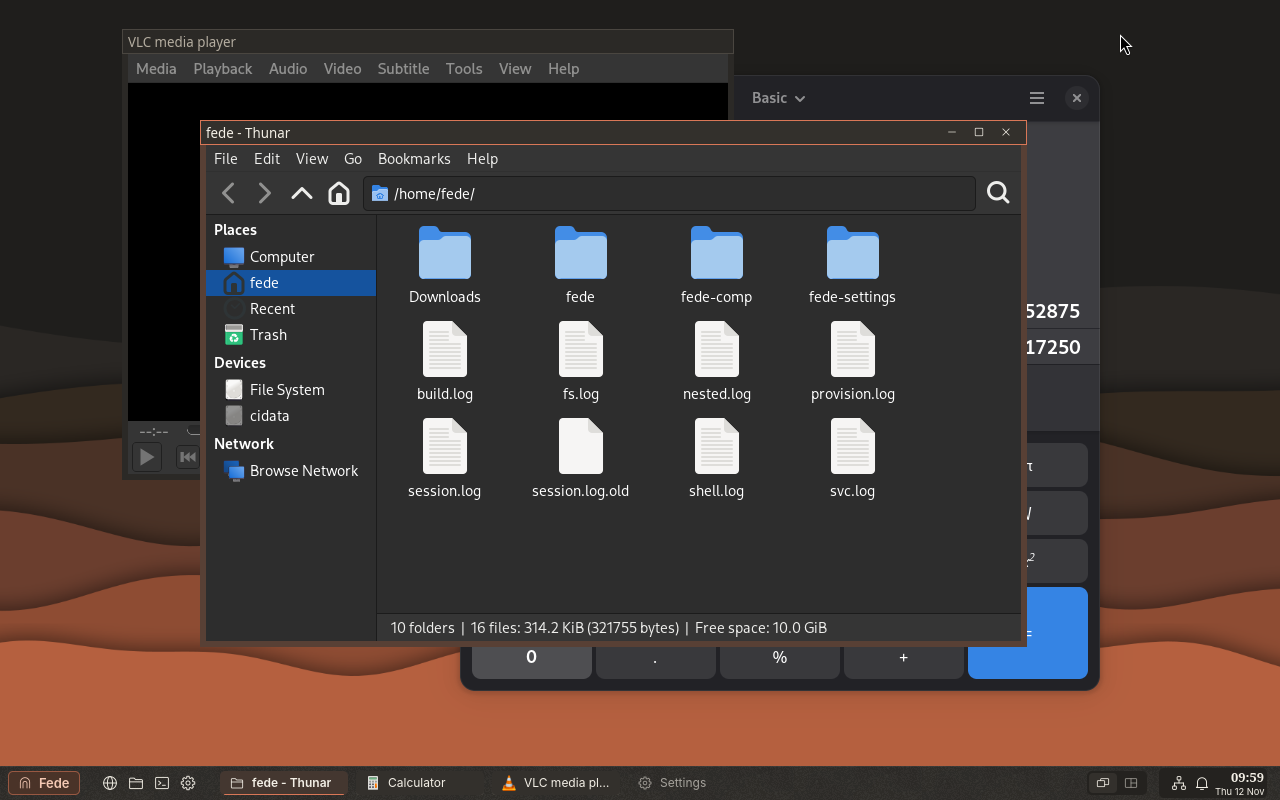 VLC media player
Media Playback Audio Video Subtitle Tools View Help
Basic
fede - Thunar
File Edit View Go Bookmarks Help
/home/fede/
Places
Computer
fede
Recent
Trash
Devices
File System
cidata
Network
Browse Network
Downloads fede fede-comp fede-settings
build.log fs.log nested.log provision.log
session.log session.log.old shell.log svc.log
10 folders | 16 files: 314.2 KiB (321755 bytes) | Free space: 10.0 GiB
52875
17250
--:--
π
2
=
0 . % +
Fede
fede - Thunar
Calculator
VLC media pl...
Settings
09:59
Thu 12 Nov